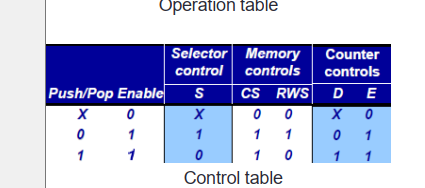 Operation table
Selector Memory Counter
control controls controls
Push/Pop Enable S CS RWS D E
X 0 X 0 0 X 0
0 1 1 1 1 0 1
1 1 0 1 0 1 1
Control table